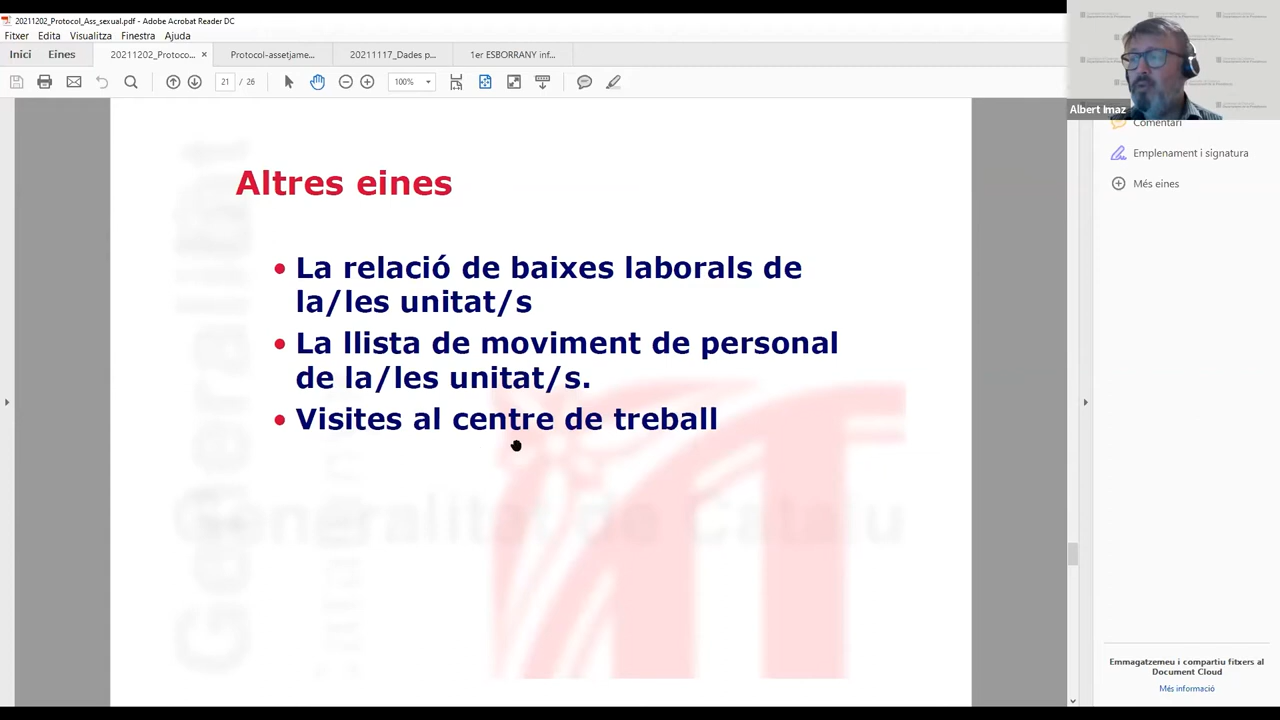 20211202_Protocol_Ass_sexual.pdf - Adobe Acrobat Reader DC
Fitxer Edita Visualitza Finestra Ajuda
Inici Eines 20211202_Protoco... × Protocol-assetjame... 20211117_Dades p... 1er ESBORRANY inf...
21 / 26 100%
Albert Imaz
Comentari
Emplenament i signatura
Més eines
Altres eines
• La relació de baixes laborals de
la/les unitat/s
• La llista de moviment de personal
de la/les unitat/s.
• Visites al centre de treball
Generalitat de Catalu
Emmagatzemeu i compartiu fitxers al
Document Cloud
Més informació